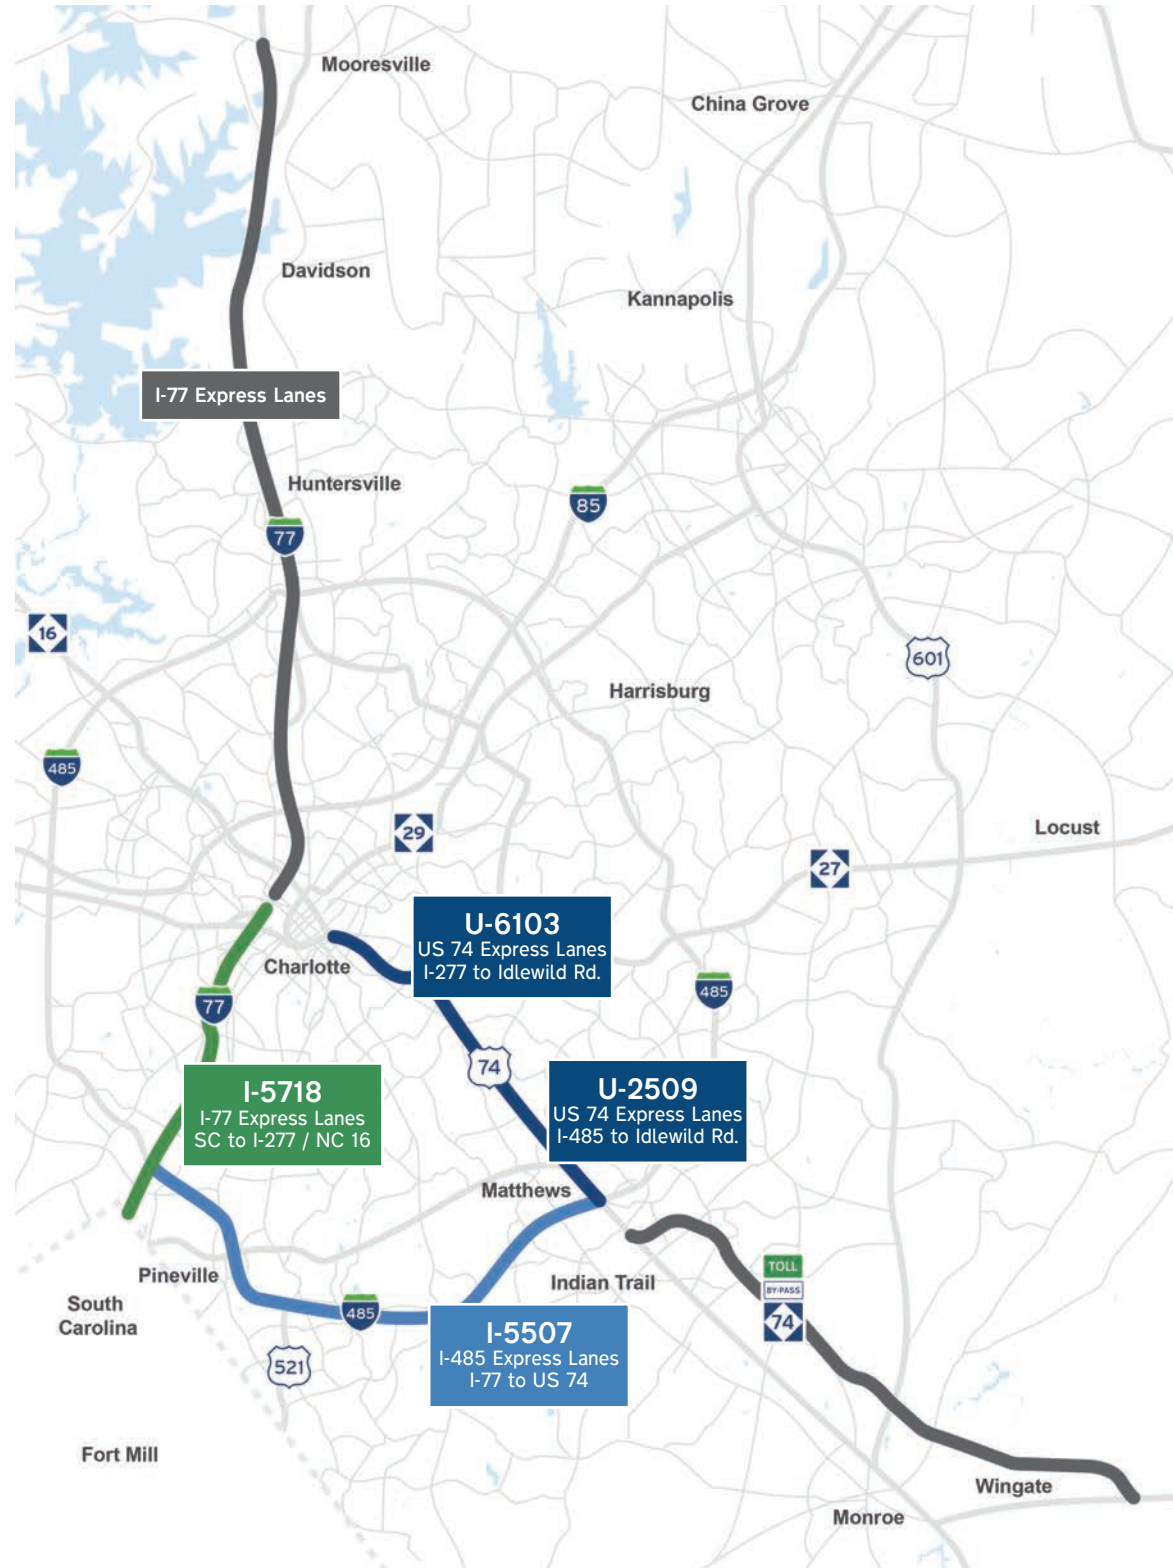 Mooresville
China Grove
Davidson
Kannapolis
I-77 Express Lanes
Huntersville
85
77
16
601
Harrisburg
485
Locust
29
27
U-6103
US 74 Express Lanes
I-277 to Idlewild Rd.
Charlotte
485
77
74
I-5718
I-77 Express Lanes
SC to I-277 / NC 16
U-2509
US 74 Express Lanes
I-485 to Idlewild Rd.
Matthews
Pineville
Indian Trail
TOLL
BY-PASS
74
South
Carolina
485
I-5507
I-485 Express Lanes
I-77 to US 74
521
Fort Mill
Wingate
Monroe